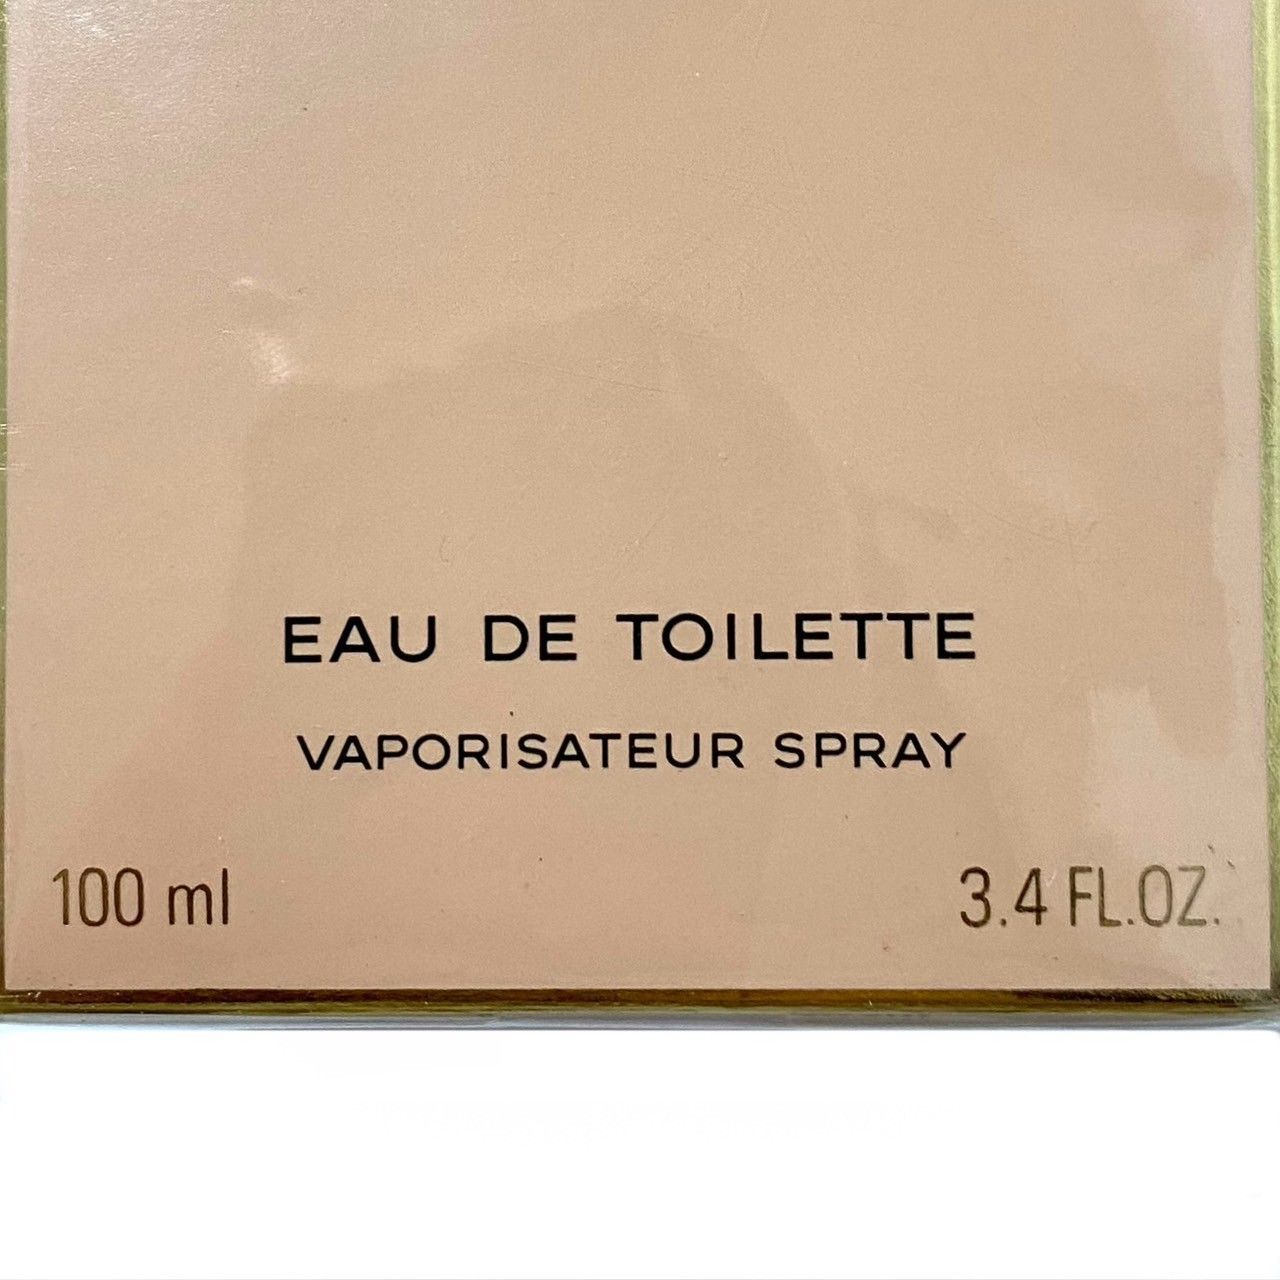 EAU DE TOILETTE
VAPORISATEUR SPRAY
100 ml 3.4 FL.OZ.